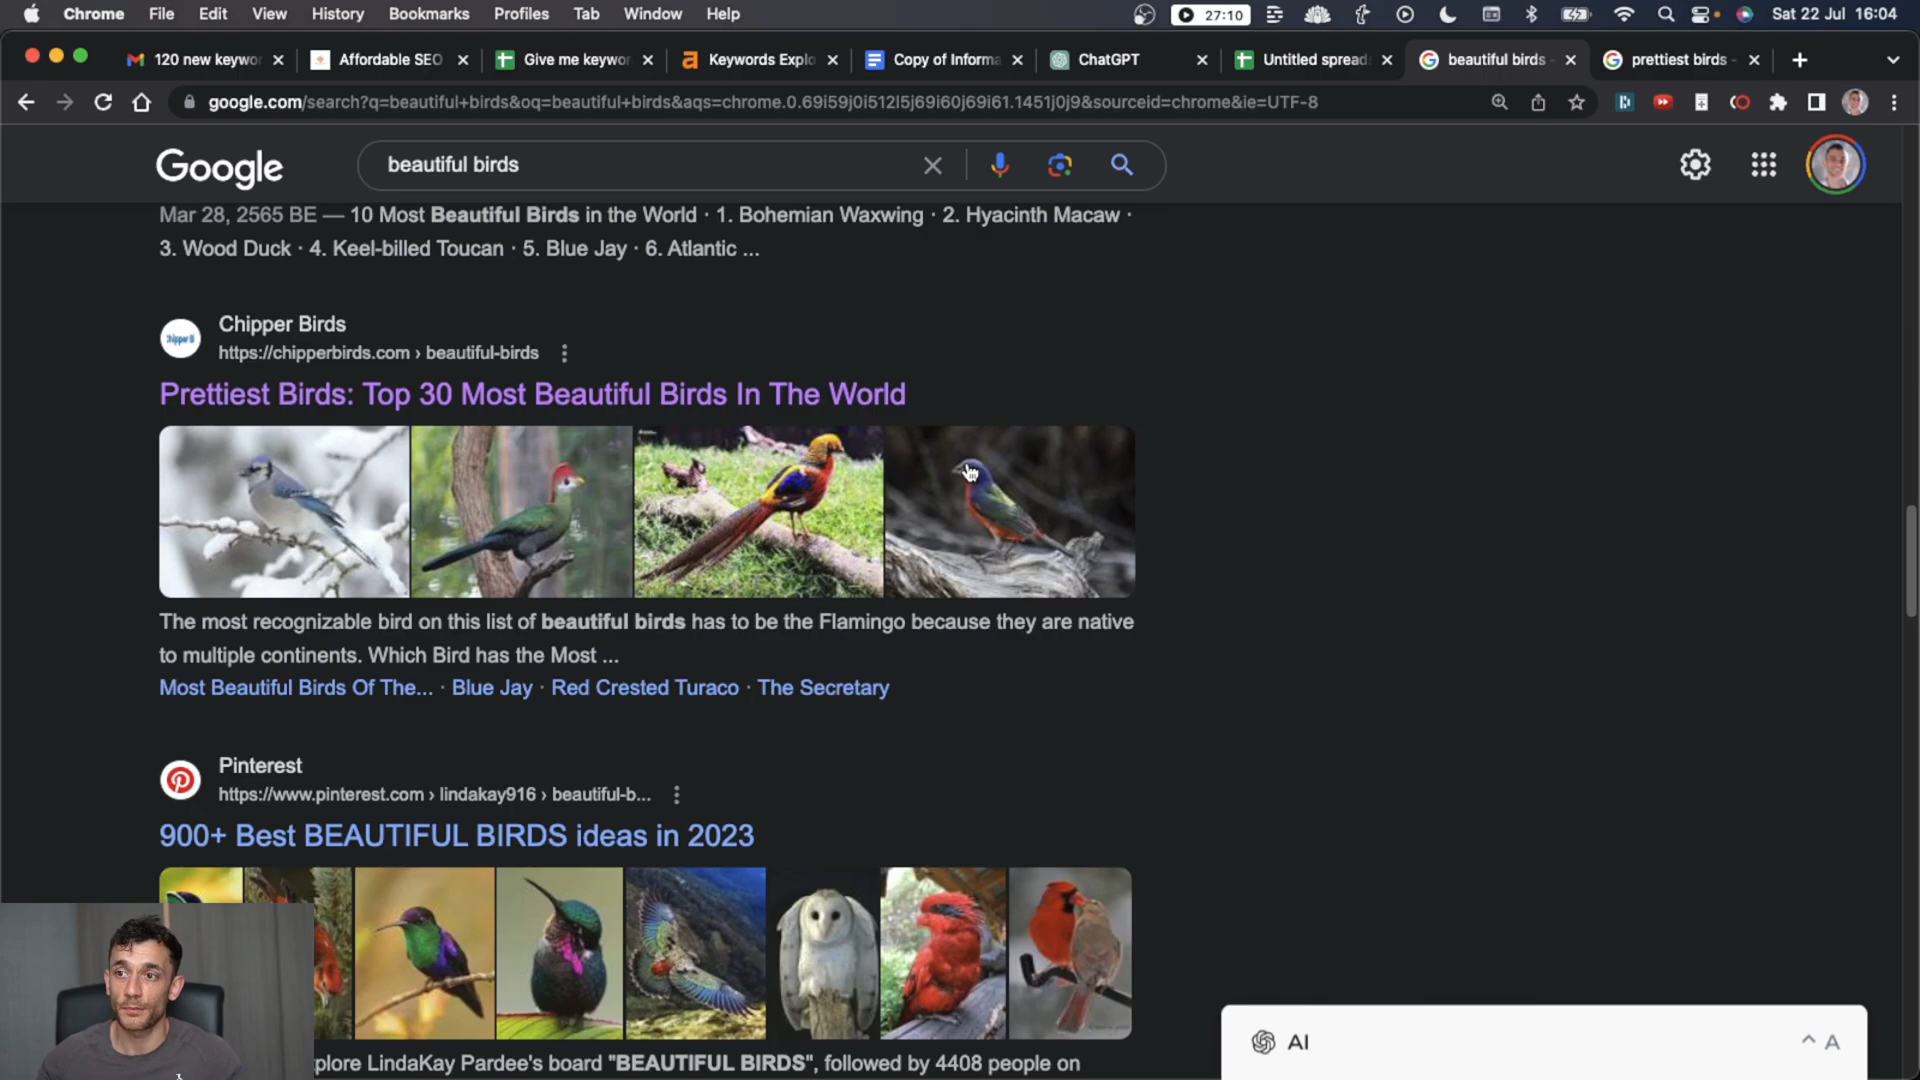 Chrome File Edit View History Bookmarks Profiles Tab Window Help 27:10 Sat 22 Jul 16:04
120 new keywor Affordable SEO Give me keywor Keywords Explo Copy of Informa ChatGPT Untitled spread beautiful birds - prettiest birds -
google.com/search?q=beautiful+birds&oq=beautiful+birds&aqs=chrome.0.69i59j0i512l5j69i60j69i61.1451j0j9&sourceid=chrome&ie=UTF-8
Google beautiful birds
Mar 28, 2565 BE — 10 Most Beautiful Birds in the World · 1. Bohemian Waxwing · 2. Hyacinth Macaw ·
3. Wood Duck · 4. Keel-billed Toucan · 5. Blue Jay · 6. Atlantic ...
Chipper Birds
https://chipperbirds.com › beautiful-birds
Prettiest Birds: Top 30 Most Beautiful Birds In The World
The most recognizable bird on this list of beautiful birds has to be the Flamingo because they are native
to multiple continents. Which Bird has the Most ...
Most Beautiful Birds Of The... · Blue Jay · Red Crested Turaco · The Secretary
Pinterest
https://www.pinterest.com › lindakay916 › beautiful-b...
900+ Best BEAUTIFUL BIRDS ideas in 2023
plore LindaKay Pardee's board "BEAUTIFUL BIRDS", followed by 4408 people on
AI A